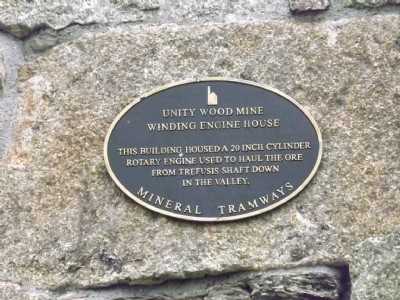 UNITY WOOD MINE
WINDING ENGINE HOUSE
THIS BUILDING HOUSED A 20 INCH CYLINDER
ROTARY ENGINE USED TO HAUL THE ORE
FROM TREFUSIS SHAFT DOWN
IN THE VALLEY.
MINERAL TRAMWAYS